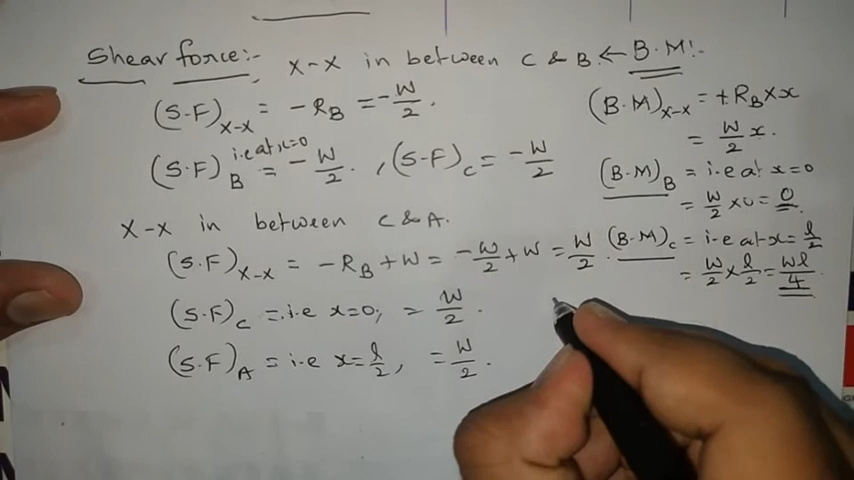 Shear force:- X-X in between C & B. ← B.M:-
(S.F)X-X = -RB = -W/2.
(S.F)B i.e at x=0 = -W/2. , (S.F)C = -W/2
X-X in between C & A.
(S.F)X-X = -RB + W = -W/2 + W = W/2.
(S.F)C = i.e x=0, = W/2.
(S.F)A = i.e x=l/2, = W/2.
(B.M)X-X = +RB × x
= W/2 x.
(B.M)B = i.e at x=0
= W/2 × 0 = 0.
(B.M)C = i.e at x = l/2
= W/2 × l/2 = Wl/4